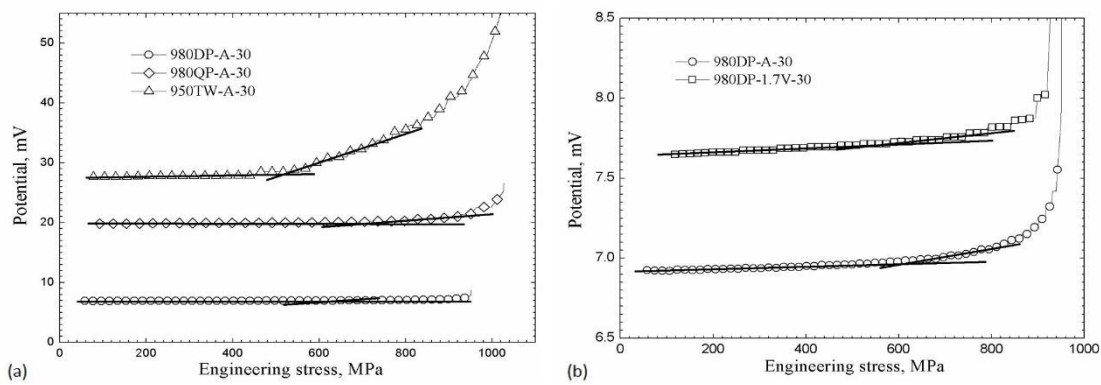 50
40
30
20
10
0
Potential, mV
980DP-A-30
980QP-A-30
950TW-A-30
0 200 400 600 800 1000
Engineering stress, MPa
(a)
8.5
8.0
7.5
7.0
6.5
Potential, mV
980DP-A-30
980DP-1.7V-30
0 200 400 600 800 1000
Engineering stress, MPa
(b)